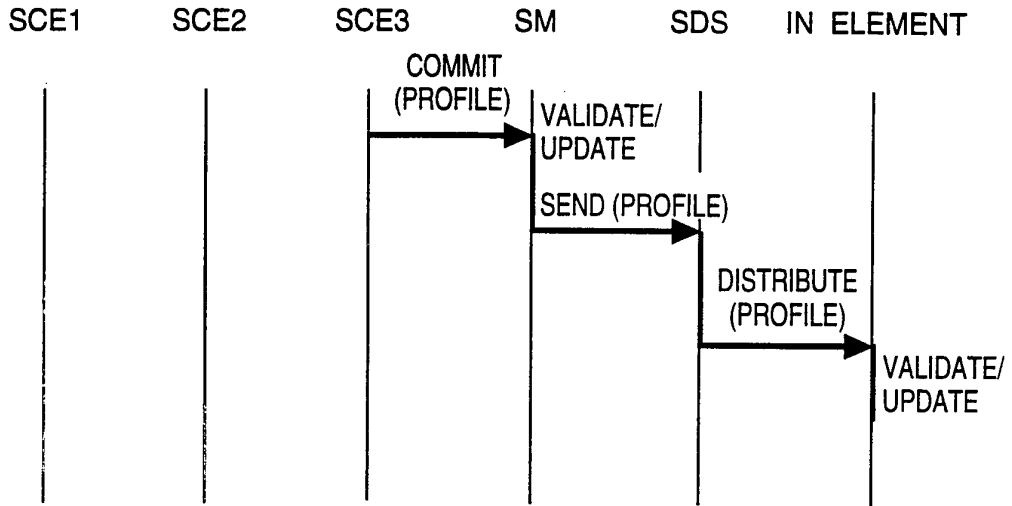 SCE1 SCE2 SCE3 SM SDS IN ELEMENT
COMMIT
(PROFILE)
VALIDATE/
UPDATE
SEND (PROFILE)
DISTRIBUTE
(PROFILE)
VALIDATE/
UPDATE